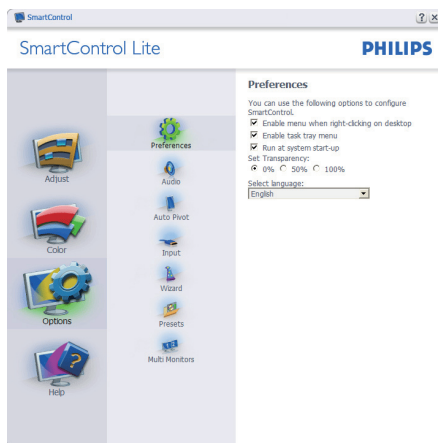 SmartControl
SmartControl Lite
PHILIPS
Adjust
Color
Options
Help
Preferences
Audio
Auto Pivot
Input
Wizard
Presets
Multi Monitors
Preferences
You can use the following options to configure
SmartControl.
Enable menu when right-clicking on desktop
Enable task tray menu
Run at system start-up
Set Transparency:
0% 50% 100%
Select language:
English